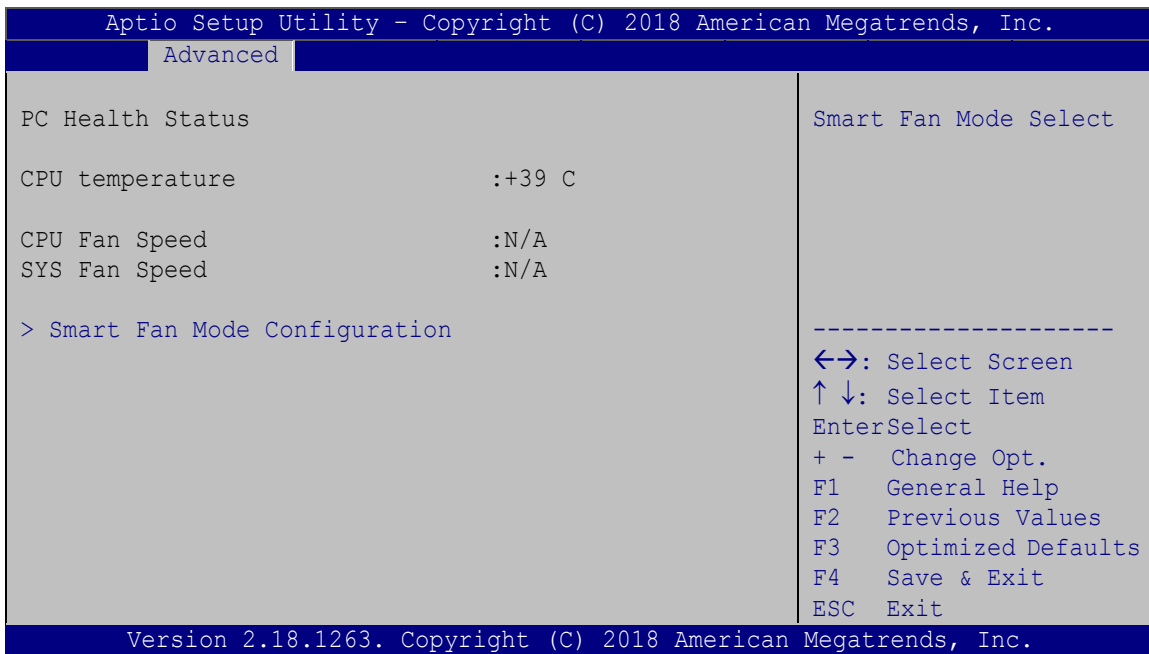 Aptio Setup Utility – Copyright (C) 2018 American Megatrends, Inc.
Advanced
PC Health Status
CPU temperature :+39 C
CPU Fan Speed :N/A
SYS Fan Speed :N/A
> Smart Fan Mode Configuration
Smart Fan Mode Select
---------------------
←→: Select Screen
↑ ↓: Select Item
EnterSelect
+ - Change Opt.
F1 General Help
F2 Previous Values
F3 Optimized Defaults
F4 Save & Exit
ESC Exit
Version 2.18.1263. Copyright (C) 2018 American Megatrends, Inc.